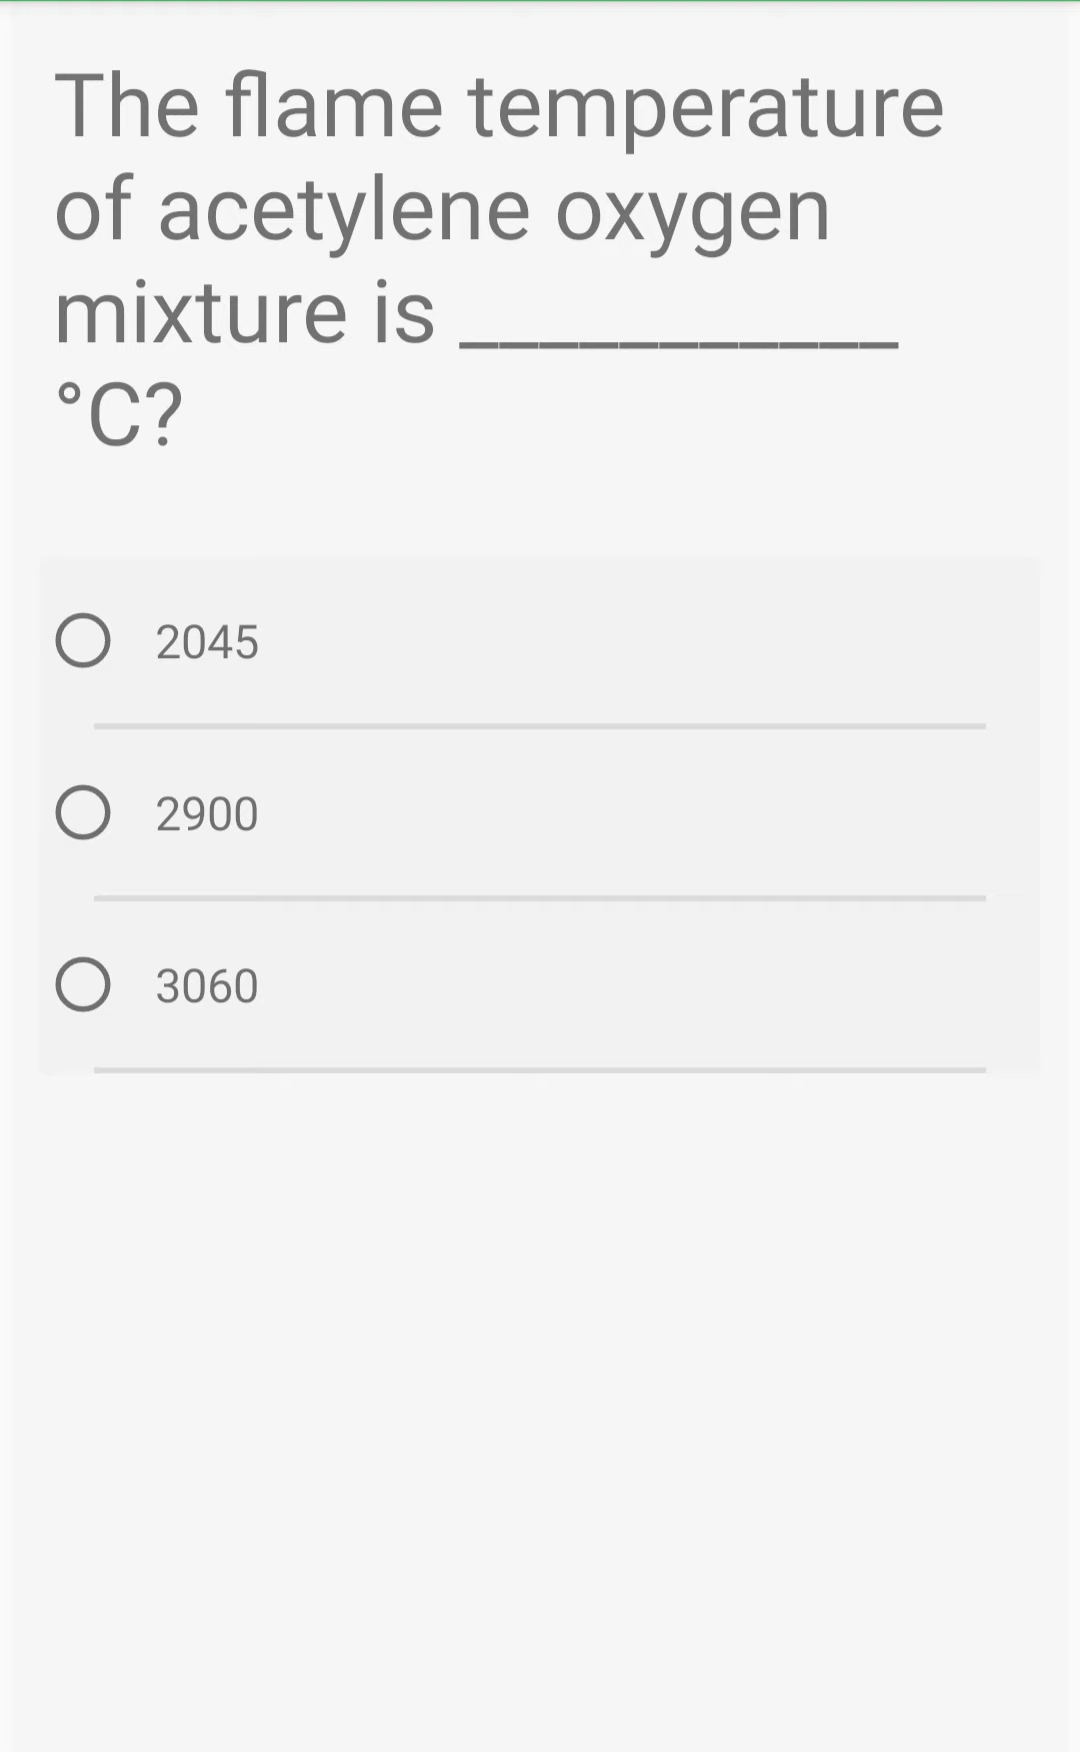 The flame temperature
of acetylene oxygen
mixture is ___________
°C?
2045
2900
3060